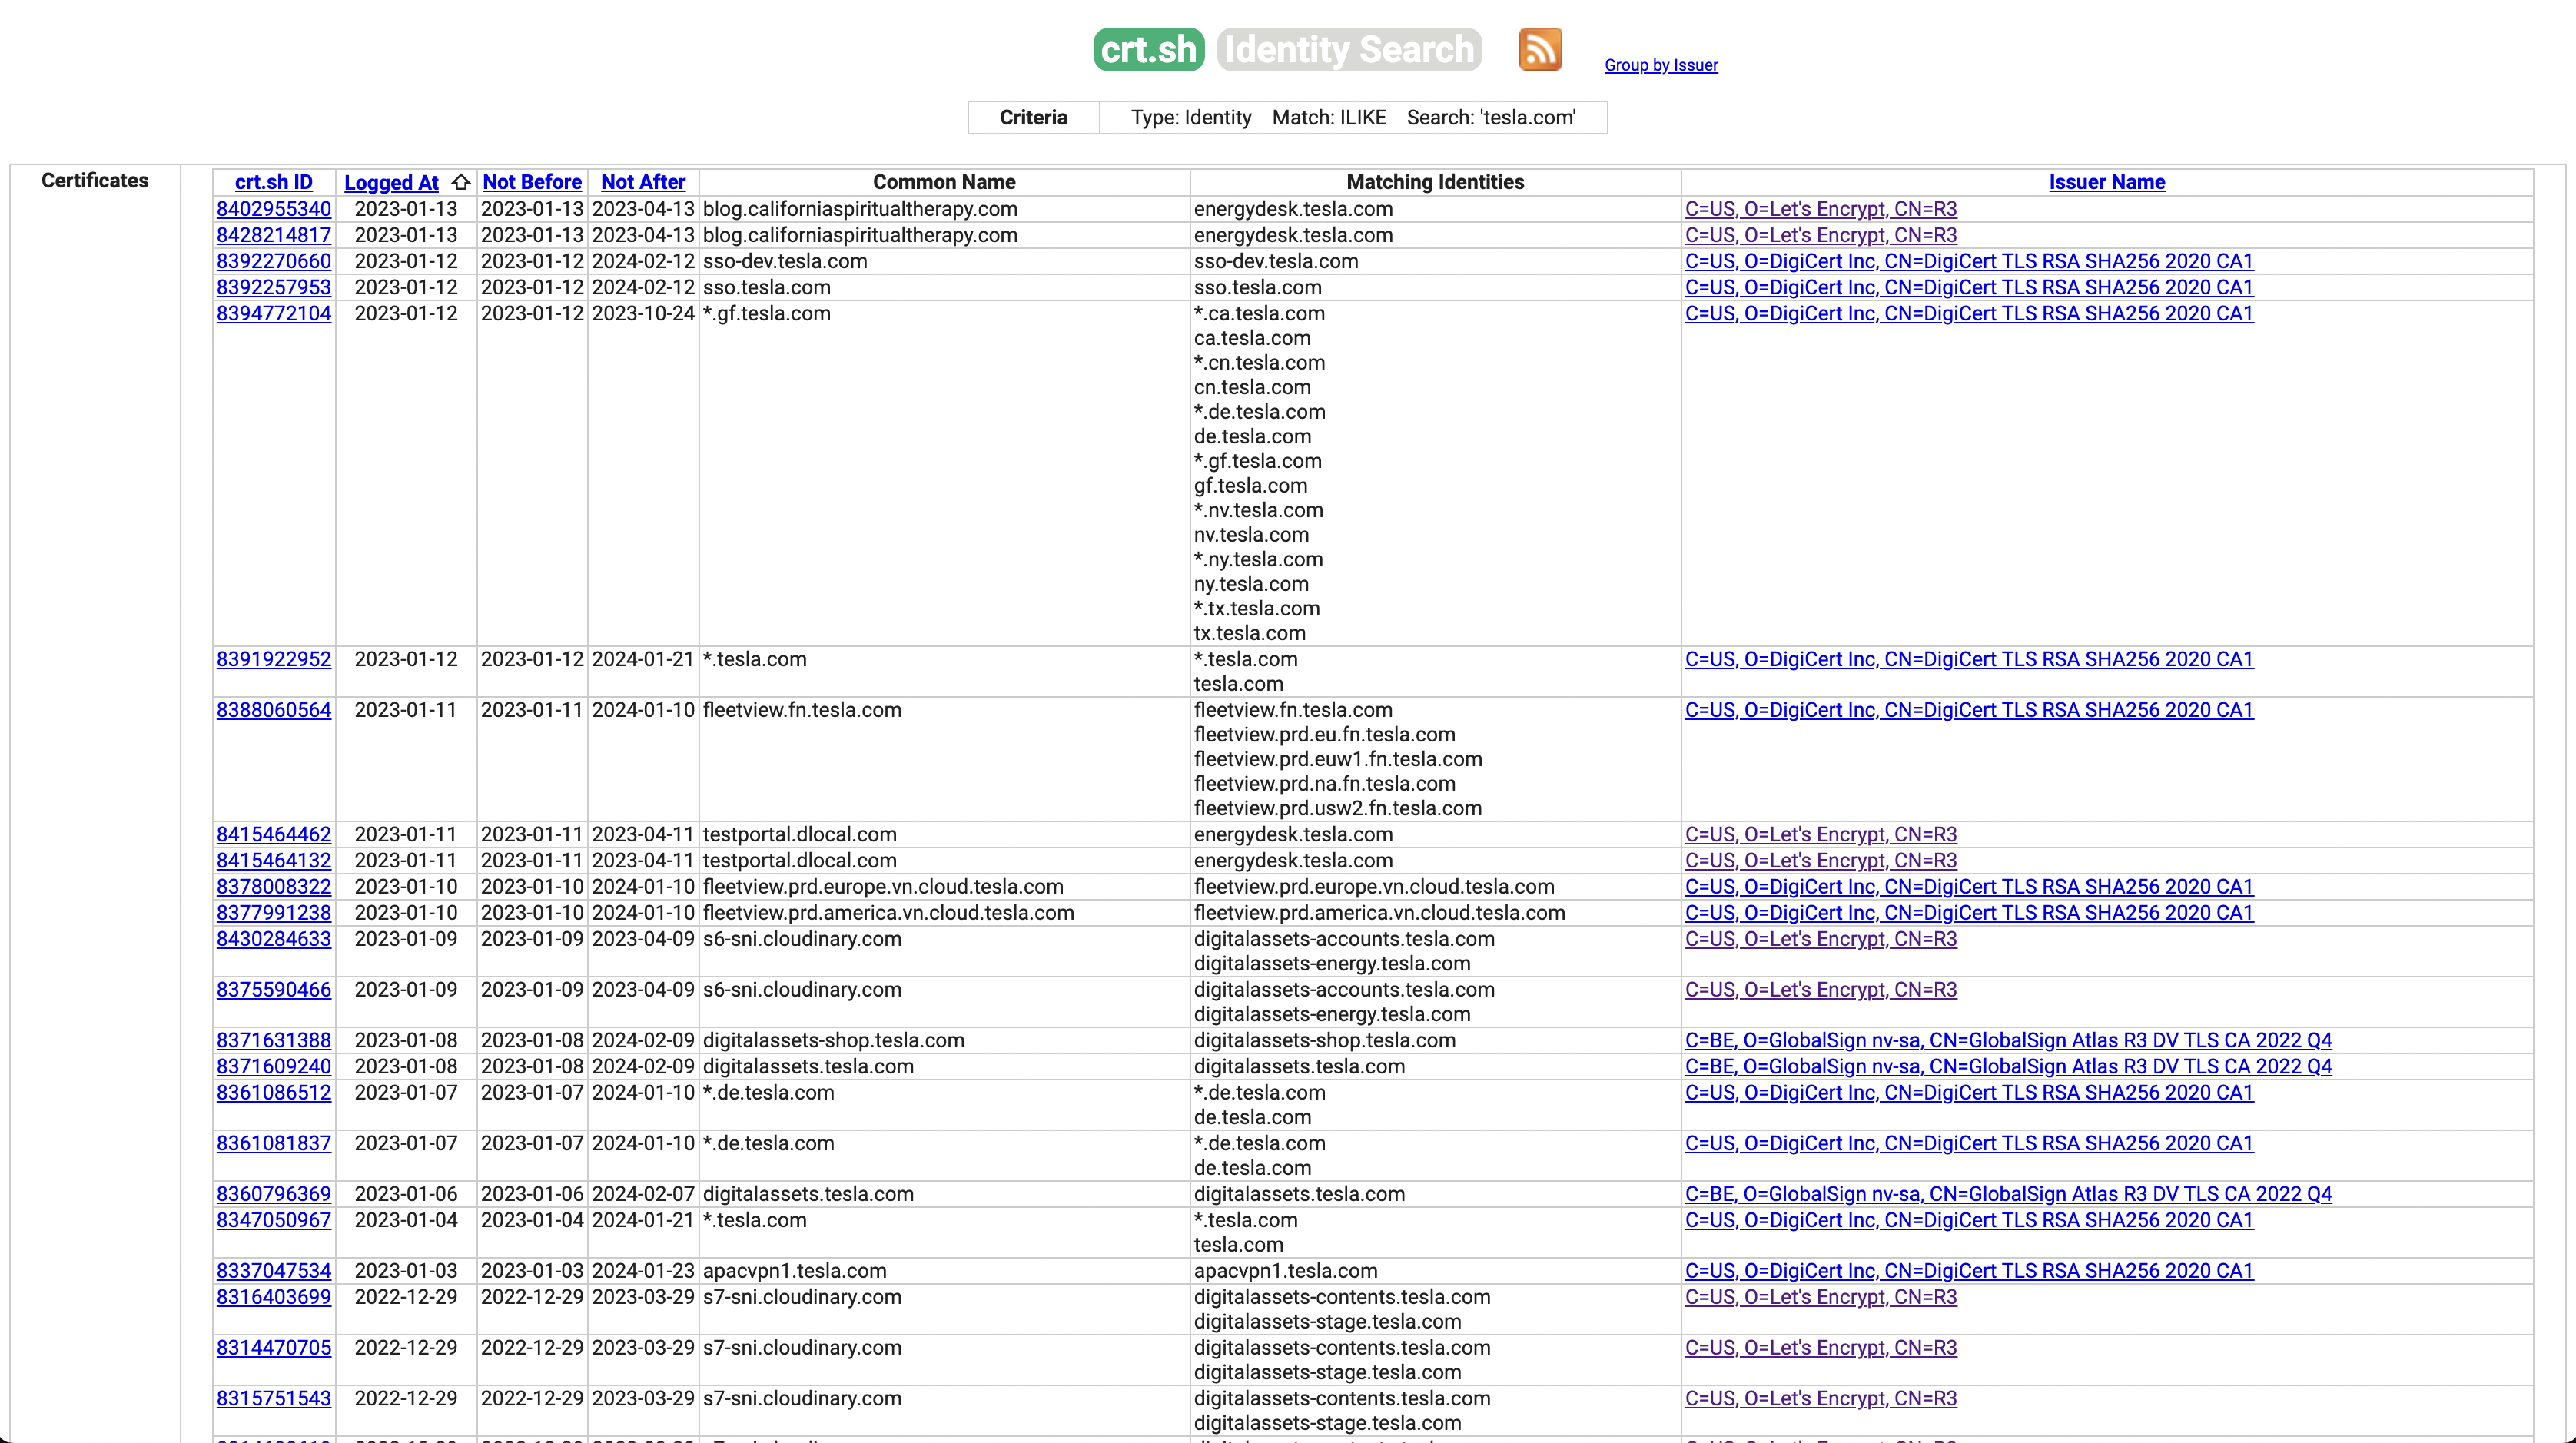 crt.sh Identity Search Group by Issuer
Criteria Type: Identity Match: ILIKE Search: 'tesla.com'
Certificates crt.sh ID Logged At ⇧ Not Before Not After Common Name Matching Identities Issuer Name
8402955340 2023-01-13 2023-01-13 2023-04-13 blog.californiaspiritualtherapy.com energydesk.tesla.com C=US, O=Let's Encrypt, CN=R3
8428214817 2023-01-13 2023-01-13 2023-04-13 blog.californiaspiritualtherapy.com energydesk.tesla.com C=US, O=Let's Encrypt, CN=R3
8392270660 2023-01-12 2023-01-12 2024-02-12 sso-dev.tesla.com sso-dev.tesla.com C=US, O=DigiCert Inc, CN=DigiCert TLS RSA SHA256 2020 CA1
8392257953 2023-01-12 2023-01-12 2024-02-12 sso.tesla.com sso.tesla.com C=US, O=DigiCert Inc, CN=DigiCert TLS RSA SHA256 2020 CA1
8394772104 2023-01-12 2023-01-12 2023-10-24 *.gf.tesla.com *.ca.tesla.com C=US, O=DigiCert Inc, CN=DigiCert TLS RSA SHA256 2020 CA1
ca.tesla.com
*.cn.tesla.com
cn.tesla.com
*.de.tesla.com
de.tesla.com
*.gf.tesla.com
gf.tesla.com
*.nv.tesla.com
nv.tesla.com
*.ny.tesla.com
ny.tesla.com
*.tx.tesla.com
tx.tesla.com
8391922952 2023-01-12 2023-01-12 2024-01-21 *.tesla.com *.tesla.com C=US, O=DigiCert Inc, CN=DigiCert TLS RSA SHA256 2020 CA1
tesla.com
8388060564 2023-01-11 2023-01-11 2024-01-10 fleetview.fn.tesla.com fleetview.fn.tesla.com C=US, O=DigiCert Inc, CN=DigiCert TLS RSA SHA256 2020 CA1
fleetview.prd.eu.fn.tesla.com
fleetview.prd.euw1.fn.tesla.com
fleetview.prd.na.fn.tesla.com
fleetview.prd.usw2.fn.tesla.com
8415464462 2023-01-11 2023-01-11 2023-04-11 testportal.dlocal.com energydesk.tesla.com C=US, O=Let's Encrypt, CN=R3
8415464132 2023-01-11 2023-01-11 2023-04-11 testportal.dlocal.com energydesk.tesla.com C=US, O=Let's Encrypt, CN=R3
8378008322 2023-01-10 2023-01-10 2024-01-10 fleetview.prd.europe.vn.cloud.tesla.com fleetview.prd.europe.vn.cloud.tesla.com C=US, O=DigiCert Inc, CN=DigiCert TLS RSA SHA256 2020 CA1
8377991238 2023-01-10 2023-01-10 2024-01-10 fleetview.prd.america.vn.cloud.tesla.com fleetview.prd.america.vn.cloud.tesla.com C=US, O=DigiCert Inc, CN=DigiCert TLS RSA SHA256 2020 CA1
8430284633 2023-01-09 2023-01-09 2023-04-09 s6-sni.cloudinary.com digitalassets-accounts.tesla.com C=US, O=Let's Encrypt, CN=R3
digitalassets-energy.tesla.com
8375590466 2023-01-09 2023-01-09 2023-04-09 s6-sni.cloudinary.com digitalassets-accounts.tesla.com C=US, O=Let's Encrypt, CN=R3
digitalassets-energy.tesla.com
8371631388 2023-01-08 2023-01-08 2024-02-09 digitalassets-shop.tesla.com digitalassets-shop.tesla.com C=BE, O=GlobalSign nv-sa, CN=GlobalSign Atlas R3 DV TLS CA 2022 Q4
8371609240 2023-01-08 2023-01-08 2024-02-09 digitalassets.tesla.com digitalassets.tesla.com C=BE, O=GlobalSign nv-sa, CN=GlobalSign Atlas R3 DV TLS CA 2022 Q4
8361086512 2023-01-07 2023-01-07 2024-01-10 *.de.tesla.com *.de.tesla.com C=US, O=DigiCert Inc, CN=DigiCert TLS RSA SHA256 2020 CA1
de.tesla.com
8361081837 2023-01-07 2023-01-07 2024-01-10 *.de.tesla.com *.de.tesla.com C=US, O=DigiCert Inc, CN=DigiCert TLS RSA SHA256 2020 CA1
de.tesla.com
8360796369 2023-01-06 2023-01-06 2024-02-07 digitalassets.tesla.com digitalassets.tesla.com C=BE, O=GlobalSign nv-sa, CN=GlobalSign Atlas R3 DV TLS CA 2022 Q4
8347050967 2023-01-04 2023-01-04 2024-01-21 *.tesla.com *.tesla.com C=US, O=DigiCert Inc, CN=DigiCert TLS RSA SHA256 2020 CA1
tesla.com
8337047534 2023-01-03 2023-01-03 2024-01-23 apacvpn1.tesla.com apacvpn1.tesla.com C=US, O=DigiCert Inc, CN=DigiCert TLS RSA SHA256 2020 CA1
8316403699 2022-12-29 2022-12-29 2023-03-29 s7-sni.cloudinary.com digitalassets-contents.tesla.com C=US, O=Let's Encrypt, CN=R3
digitalassets-stage.tesla.com
8314470705 2022-12-29 2022-12-29 2023-03-29 s7-sni.cloudinary.com digitalassets-contents.tesla.com C=US, O=Let's Encrypt, CN=R3
digitalassets-stage.tesla.com
8315751543 2022-12-29 2022-12-29 2023-03-29 s7-sni.cloudinary.com digitalassets-contents.tesla.com C=US, O=Let's Encrypt, CN=R3
digitalassets-stage.tesla.com